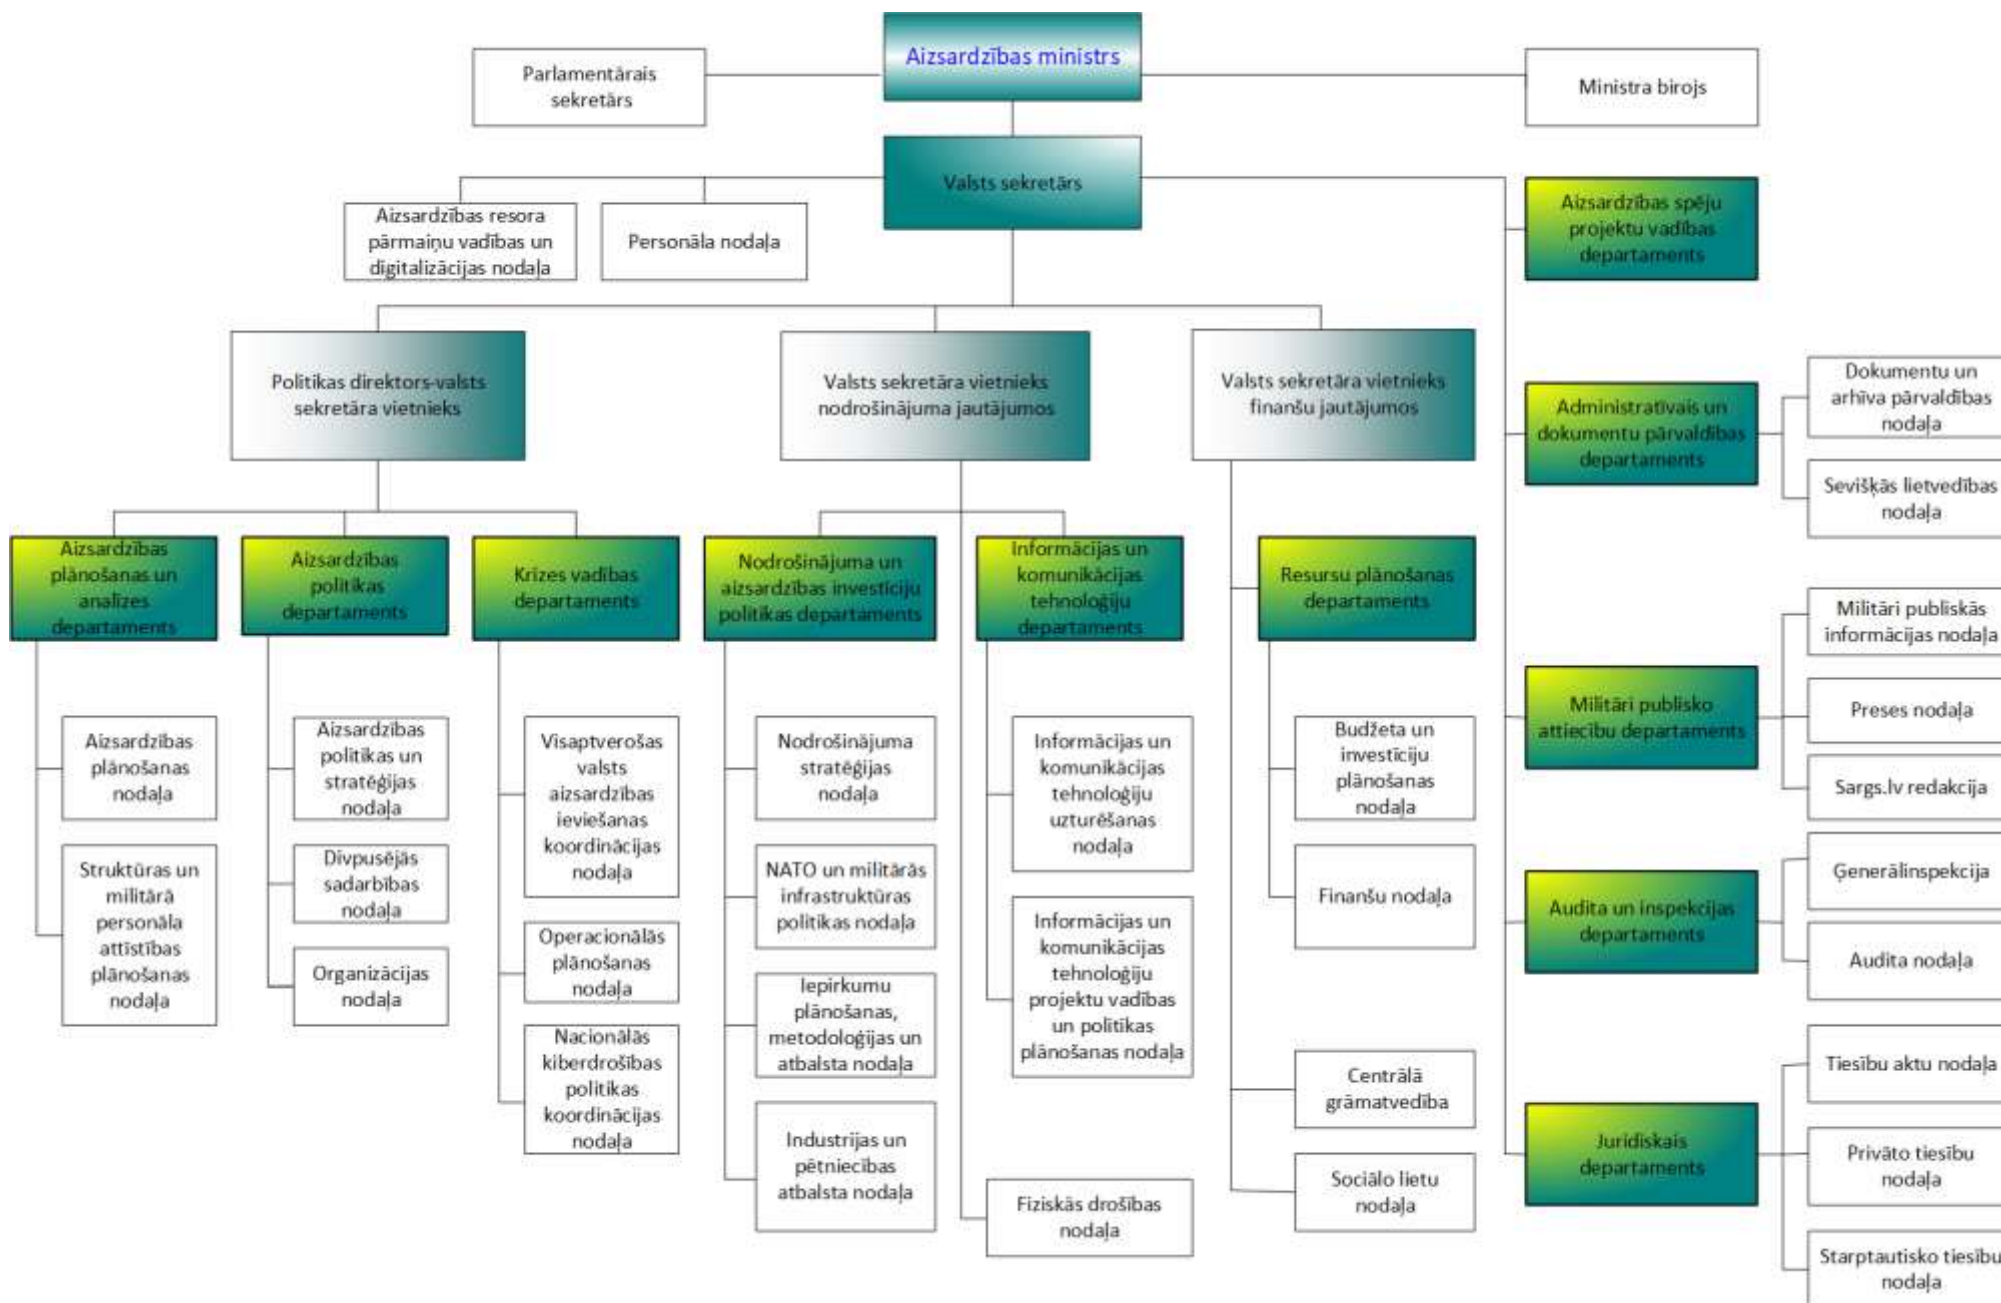 Aizsardzības ministrs
Parlamentārais
sekretārs
Ministra birojs
Valsts sekretārs
Aizsardzības resora
pārmaiņu vadības un
digitalizācijas nodaļa
Personāla nodaļa
Aizsardzības spēju
projektu vadības
departaments
Politikas direktors-valsts
sekretāra vietnieks
Valsts sekretāra vietnieks
nodrošinājuma jautājumos
Valsts sekretāra vietnieks
finanšu jautājumos
Administratīvais un
dokumentu pārvaldības
departaments
Dokumentu un
arhīva pārvaldības
nodaļa
Sevišķās lietvedības
nodaļa
Aizsardzības
plānošanas un
analīzes
departaments
Aizsardzības
politikas
departaments
Krīzes vadības
departaments
Nodrošinājuma un
aizsardzības investīciju
politikas departaments
Informācijas un
komunikācijas
tehnoloģiju
departaments
Resursu plānošanas
departaments
Militāri publisko
attiecību departaments
Militāri publiskās
informācijas nodaļa
Preses nodaļa
Sargs.lv redakcija
Aizsardzības
plānošanas
nodaļa
Struktūras un
militārā
personāla
attīstības
plānošanas
nodaļa
Aizsardzības
politikas un
stratēģijas
nodaļa
Divpusējās
sadarbības
nodaļa
Organizācijas
nodaļa
Visaptverošas
valsts
aizsardzības
ieviešanas
koordinācijas
nodaļa
Operacionālās
plānošanas
nodaļa
Nacionālās
kiberdrošības
politikas
koordinācijas
nodaļa
Nodrošinājuma
stratēģijas
nodaļa
NATO un militārās
infrastruktūras
politikas nodaļa
Iepirkumu
plānošanas,
metodoloģijas un
atbalsta nodaļa
Industrijas un
pētniecības
atbalsta nodaļa
Informācijas un
komunikācijas
tehnoloģiju
uzturēšanas
nodaļa
Informācijas un
komunikācijas
tehnoloģiju
projektu vadības
un politikas
plānošanas nodaļa
Fiziskās drošības
nodaļa
Budžeta un
investīciju
plānošanas
nodaļa
Finanšu nodaļa
Centrālā
grāmatvedība
Sociālo lietu
nodaļa
Audita un inspekcijas
departaments
Ģenerālinspekcija
Audita nodaļa
Juridiskais
departaments
Tiesību aktu nodaļa
Privāto tiesību
nodaļa
Starptautisko tiesību
nodaļa